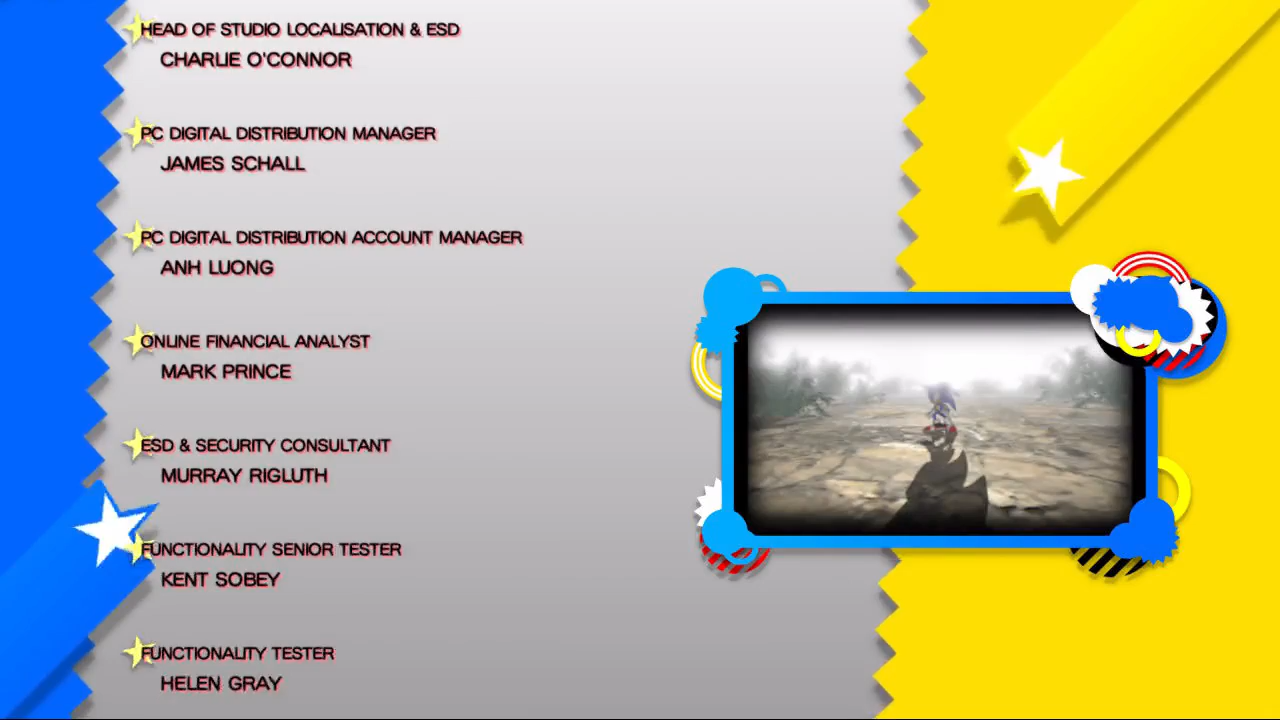 HEAD OF STUDIO LOCALISATION & ESD
CHARLIE O'CONNOR
PC DIGITAL DISTRIBUTION MANAGER
JAMES SCHALL
PC DIGITAL DISTRIBUTION ACCOUNT MANAGER
ANH LUONG
ONLINE FINANCIAL ANALYST
MARK PRINCE
ESD & SECURITY CONSULTANT
MURRAY RIGLUTH
FUNCTIONALITY SENIOR TESTER
KENT SOBEY
FUNCTIONALITY TESTER
HELEN GRAY